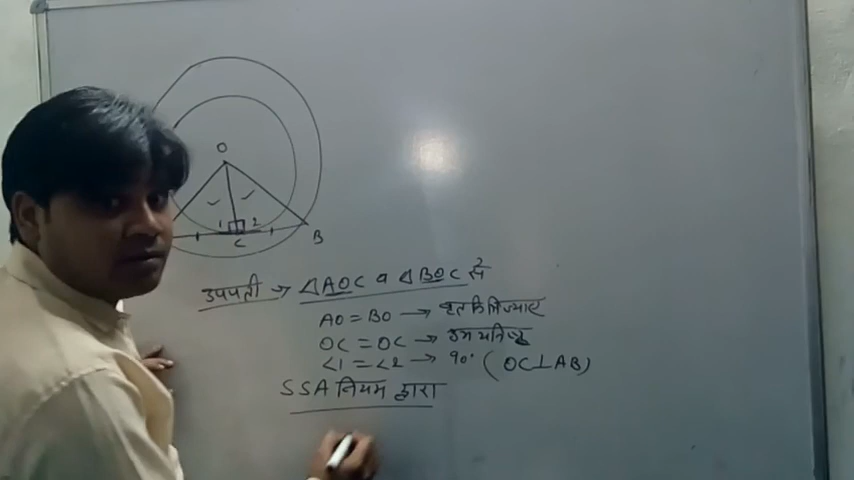 O
1 2
C
B
उपपती → △AOC व △BOC से
AO = BO → वृत कि त्रिज्याए
OC = OC → उभयनिष्ठ
∠1 = ∠2 → 90° (OC⊥AB)
SSA नियम द्वारा